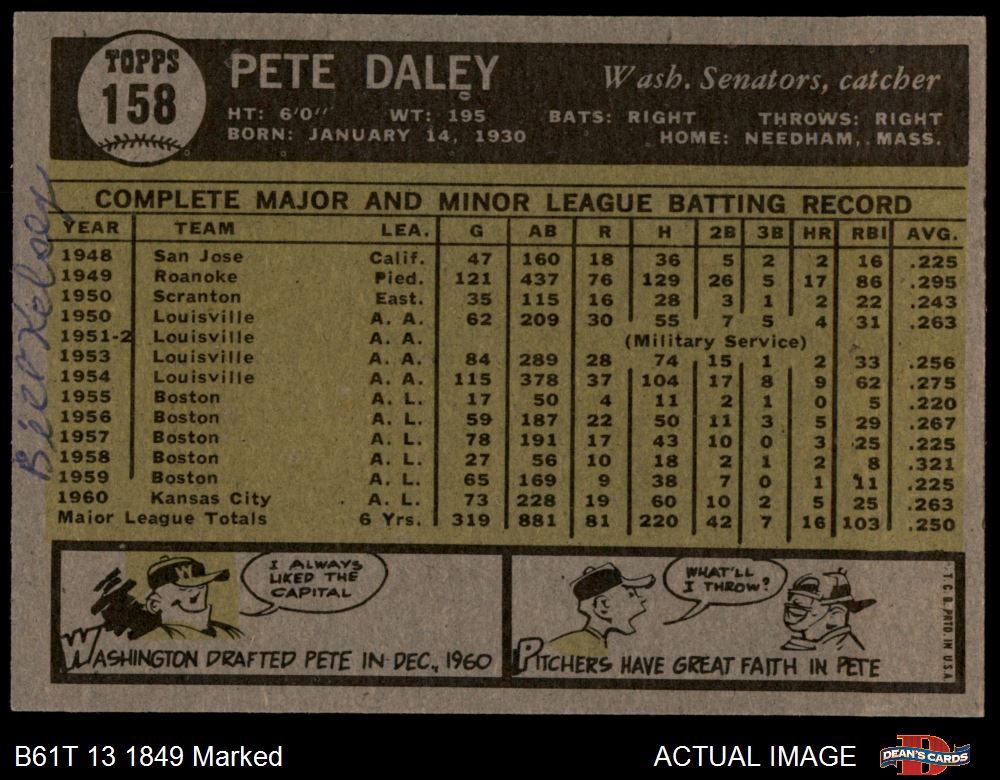 TOPPS
158
PETE DALEY
Wash. Senators, catcher
HT: 6'0" WT: 195 BATS: RIGHT THROWS: RIGHT
BORN: JANUARY 14, 1930 HOME: NEEDHAM, MASS.
COMPLETE MAJOR AND MINOR LEAGUE BATTING RECORD
YEAR TEAM LEA. G AB R H 2B 3B HR RBI AVG.
1948 San Jose Calif. 47 160 18 36 5 2 2 16 .225
1949 Roanoke Pied. 121 437 76 129 26 5 17 86 .295
1950 Scranton East. 35 115 16 28 3 1 2 22 .243
1950 Louisville A. A. 62 209 30 55 7 5 4 31 .263
1951-2 Louisville A. A. (Military Service)
1953 Louisville A. A. 84 289 28 74 15 1 2 33 .256
1954 Louisville A. A. 115 378 37 104 17 8 9 62 .275
1955 Boston A. L. 17 50 4 11 2 1 0 5 .220
1956 Boston A. L. 59 187 22 50 11 3 5 29 .267
1957 Boston A. L. 78 191 17 43 10 0 3 25 .225
1958 Boston A. L. 27 56 10 18 2 1 2 8 .321
1959 Boston A. L. 65 169 9 38 7 0 1 11 .225
1960 Kansas City A. L. 73 228 19 60 10 2 5 25 .263
Major League Totals 6 Yrs. 319 881 81 220 42 7 16 103 .250
I ALWAYS
LIKED THE
CAPITAL
WASHINGTON DRAFTED PETE IN DEC., 1960
WHAT'LL
I THROW?
PITCHERS HAVE GREAT FAITH IN PETE
T. C. G. PRTD. IN U.S.A.
B61T 13 1849 Marked
ACTUAL IMAGE
DEAN'S CARDS